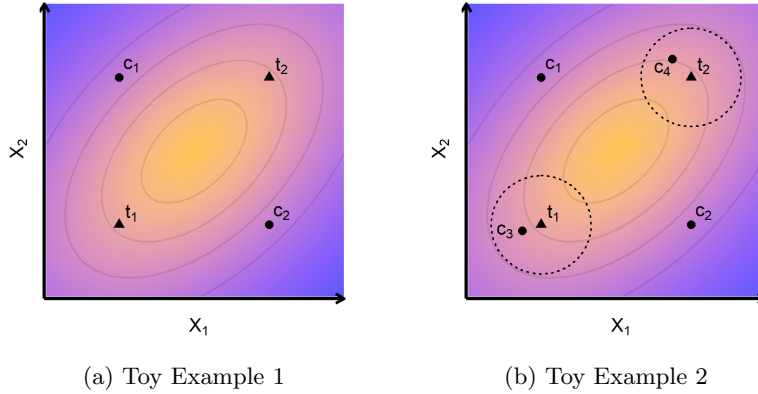 c₁
t₂
X₂
t₁
c₂
X₁
(a) Toy Example 1
c₁
c₄
t₂
X₂
t₁
c₃
c₂
X₁
(b) Toy Example 2